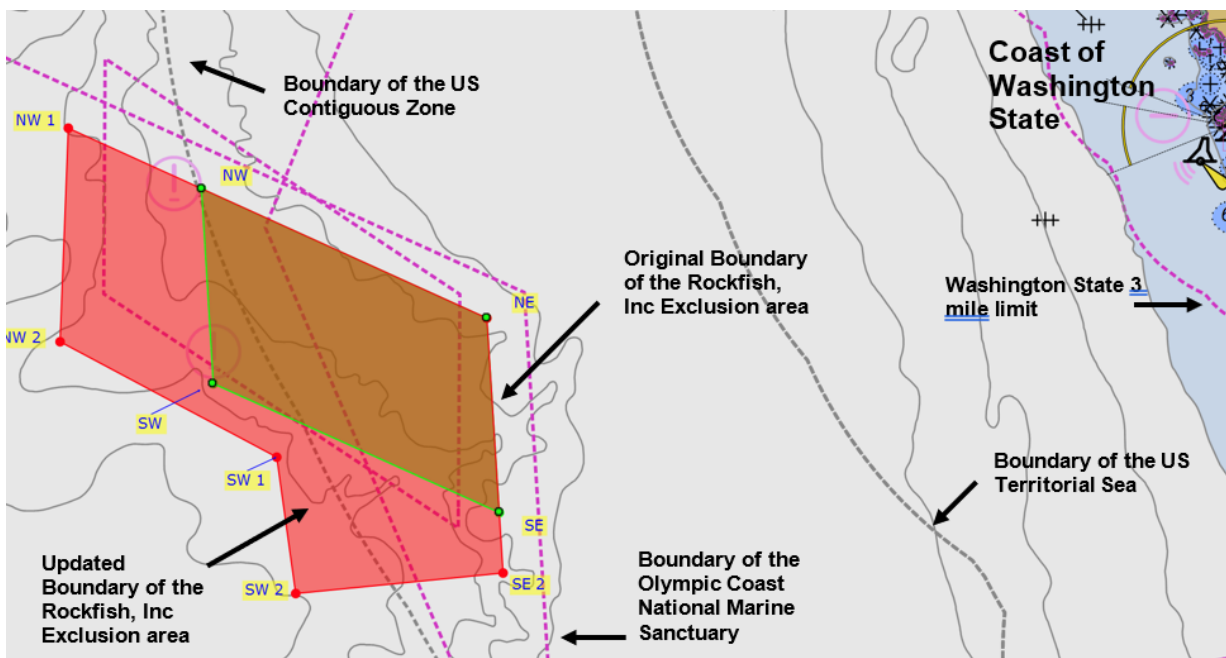 Coast of
Washington
State
3
Boundary of the US
Contiguous Zone
NW 1
NW
Original Boundary
of the Rockfish,
Inc Exclusion area
Washington State 3
mile limit
NE
NW 2
SW
SW 1
Boundary of the US
Territorial Sea
SE
Updated
Boundary of the
Rockfish, Inc
Exclusion area
Boundary of the
Olympic Coast
National Marine
Sanctuary
SW 2
SE 2
6